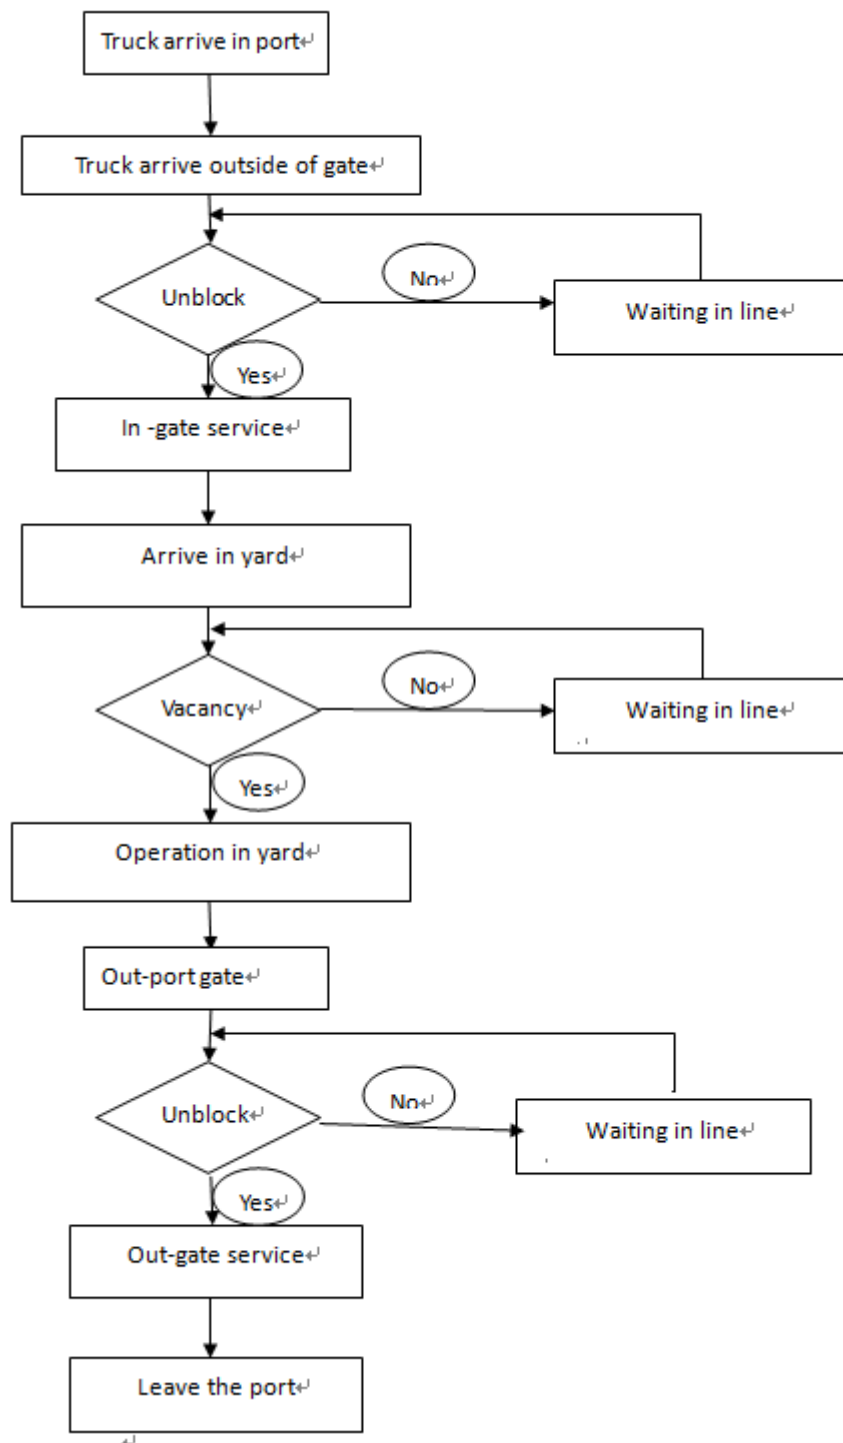 Truck arrive in port↵
Truck arrive outside of gate↵
Unblock
No↵
Waiting in line↵
Yes↵
In -gate service↵
Arrive in yard↵
Vacancy↵
No↵
Waiting in line↵
↵
Yes↵
Operation in yard↵
Out-port gate↵
Unblock↵
No↵
Waiting in line↵
Yes↵
Out-gate service↵
Leave the port↵
↵